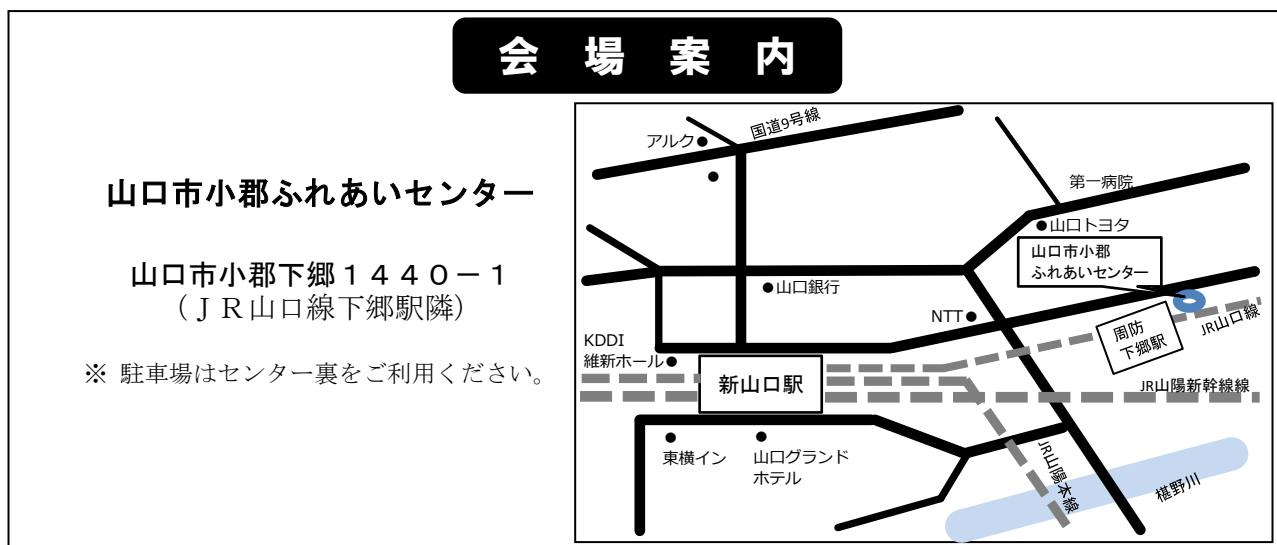 会場案内
山口市小郡ふれあいセンター
山口市小郡下郷１４４０－１
（ＪＲ山口線下郷駅隣）
※ 駐車場はセンター裏をご利用ください。
国道9号線
アルク
第一病院
山口トヨタ
山口市小郡
ふれあいセンター
山口銀行
NTT
周防
下郷駅
JR山口線
KDDI
維新ホール
新山口駅
JR山陽新幹線線
東横イン
山口グランド
ホテル
JR山陽本線
椹野川